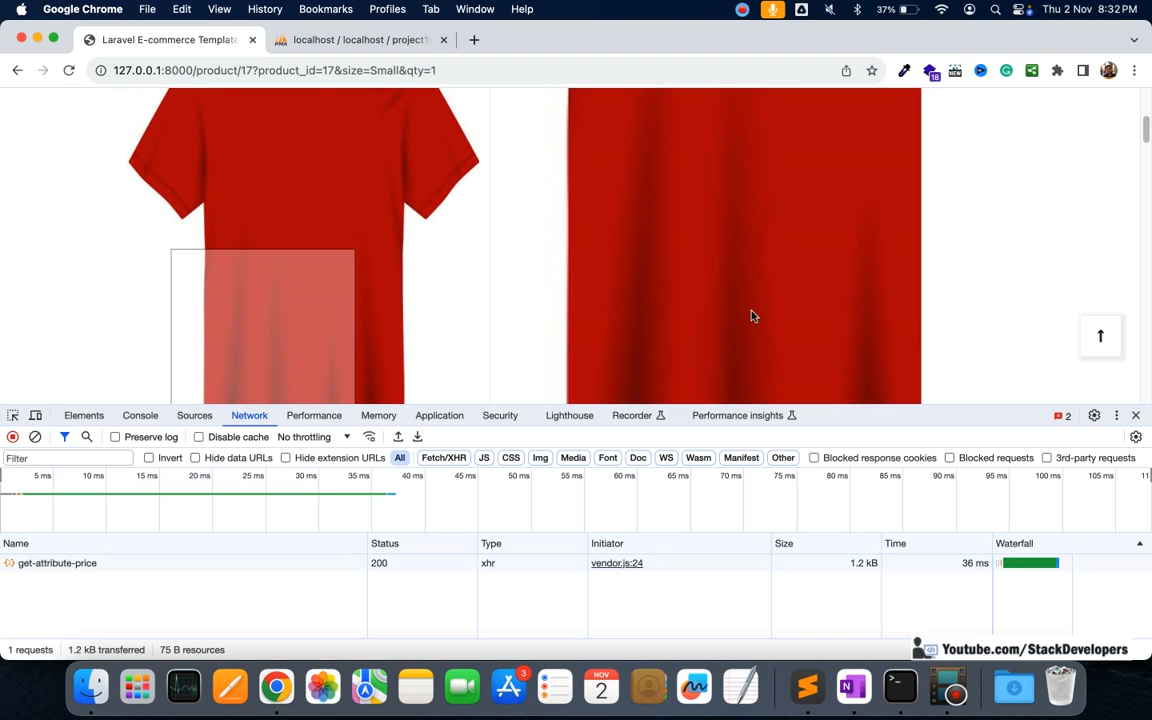 Google Chrome File Edit View History Bookmarks Profiles Tab Window Help 37% Thu 2 Nov 8:32 PM
Laravel E-commerce Template localhost / localhost / project1
127.0.0.1:8000/product/17?product_id=17&size=Small&qty=1
18
NEW
Elements Console Sources Network Performance Memory Application Security Lighthouse Recorder Performance insights 2
Preserve log Disable cache No throttling
Filter Invert Hide data URLs Hide extension URLs All Fetch/XHR JS CSS Img Media Font Doc WS Wasm Manifest Other Blocked response cookies Blocked requests 3rd-party requests
5 ms 10 ms 15 ms 20 ms 25 ms 30 ms 35 ms 40 ms 45 ms 50 ms 55 ms 60 ms 65 ms 70 ms 75 ms 80 ms 85 ms 90 ms 95 ms 100 ms 105 ms 11
Name Status Type Initiator Size Time Waterfall
get-attribute-price 200 xhr vendor.js:24 1.2 kB 36 ms
1 requests 1.2 kB transferred 75 B resources
Youtube.com/StackDevelopers
3
NOV
2